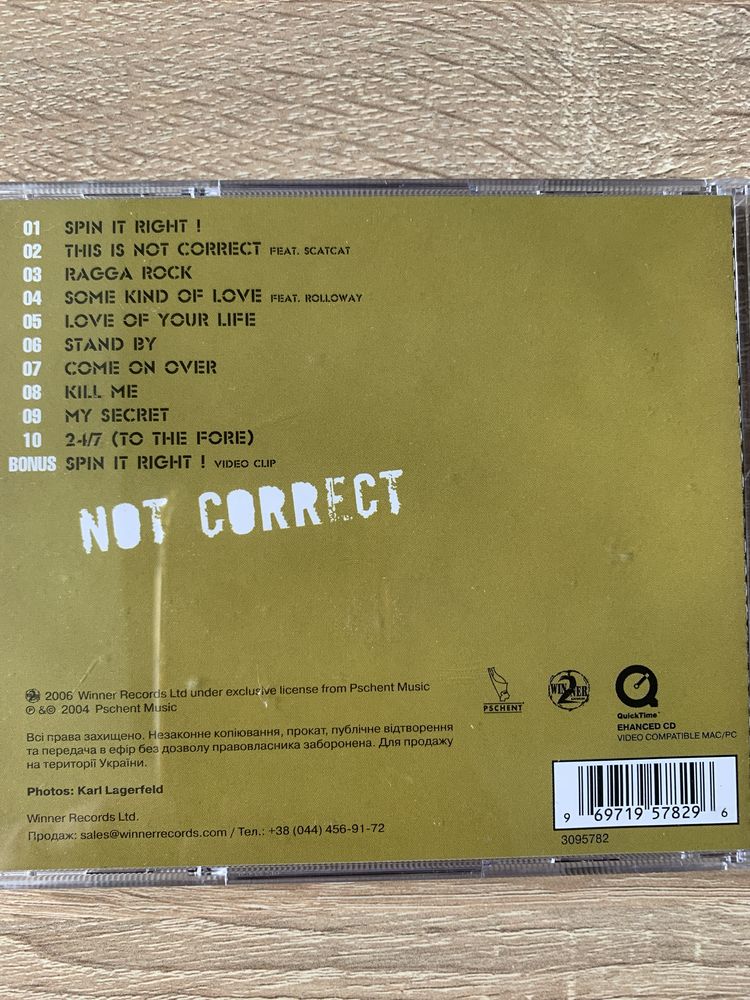 01 SPIN IT RIGHT !
02 THIS IS NOT CORRECT FEAT. SCATCAT
03 RAGGA ROCK
04 SOME KIND OF LOVE FEAT. ROLLOWAY
05 LOVE OF YOUR LIFE
06 STAND BY
07 COME ON OVER
08 KILL ME
09 MY SECRET
10 24/7 (TO THE FORE)
BONUS SPIN IT RIGHT ! VIDEO CLIP
NOT CORRECT
2006 Winner Records Ltd under exclusive license from Pschent Music
℗ &© 2004 Pschent Music
PSCHENT
WINNER
2
QuickTime™
EHANCED CD
VIDEO COMPATIBLE MAC/PC
Всі права захищено. Незаконне копіювання, прокат, публічне відтворення
та передача в ефір без дозволу правовласника заборонена. Для продажу
на території України.
Photos: Karl Lagerfeld
Winner Records Ltd.
Продаж: sales@winnerrecords.com / Тел.: +38 (044) 456-91-72
9 69719 57829 6
3095782